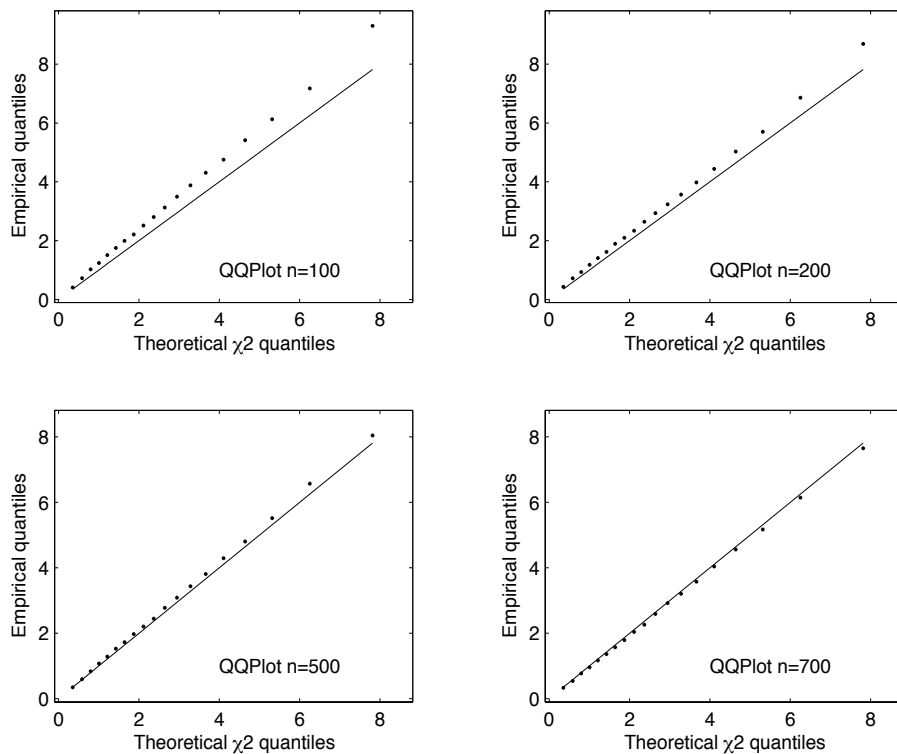 8
6
4
2
0
Empirical quantiles
QQPlot n=100
0 2 4 6 8
Theoretical χ2 quantiles
8
6
4
2
0
Empirical quantiles
QQPlot n=200
0 2 4 6 8
Theoretical χ2 quantiles
8
6
4
2
0
Empirical quantiles
QQPlot n=500
0 2 4 6 8
Theoretical χ2 quantiles
8
6
4
2
0
Empirical quantiles
QQPlot n=700
0 2 4 6 8
Theoretical χ2 quantiles